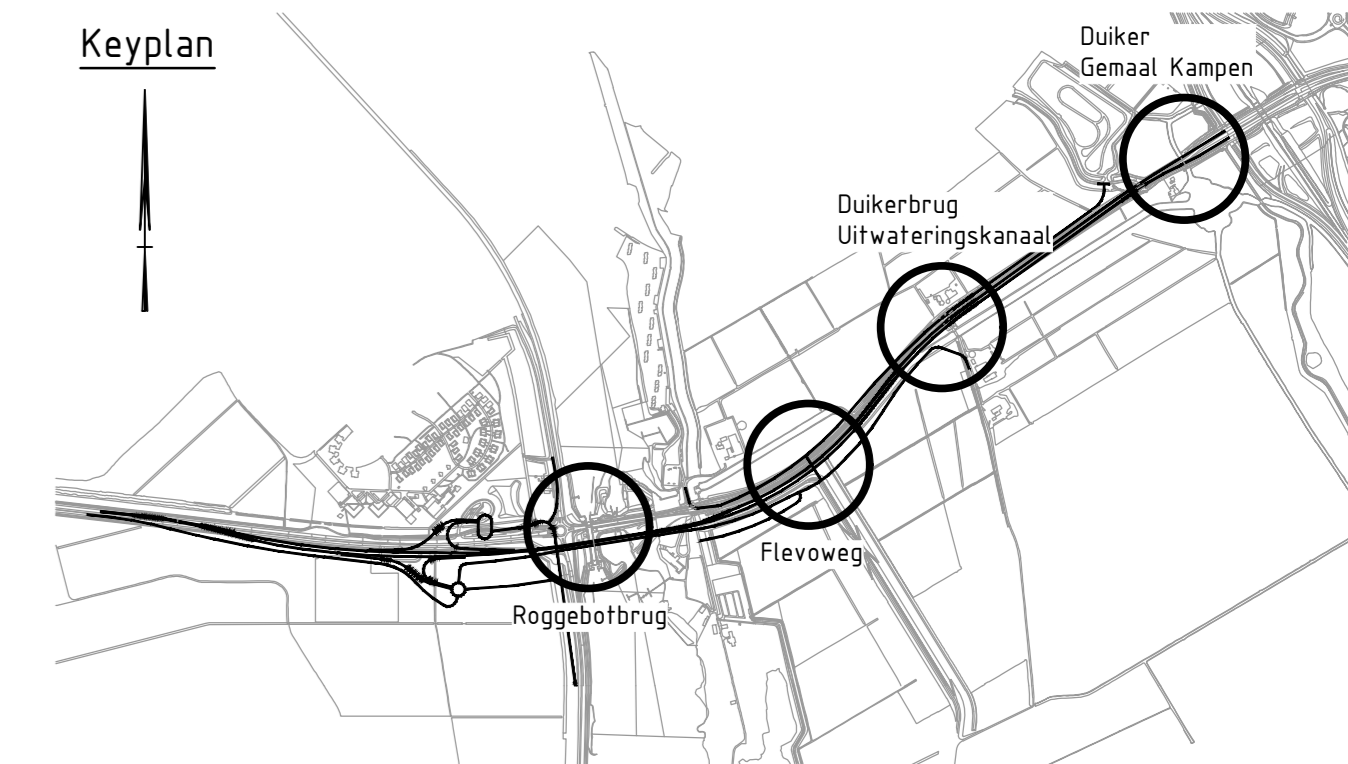 Keyplan
Duiker
Gemaal Kampen
Duikerbrug
Uitwateringskanaal
Flevoweg
Roggebotbrug